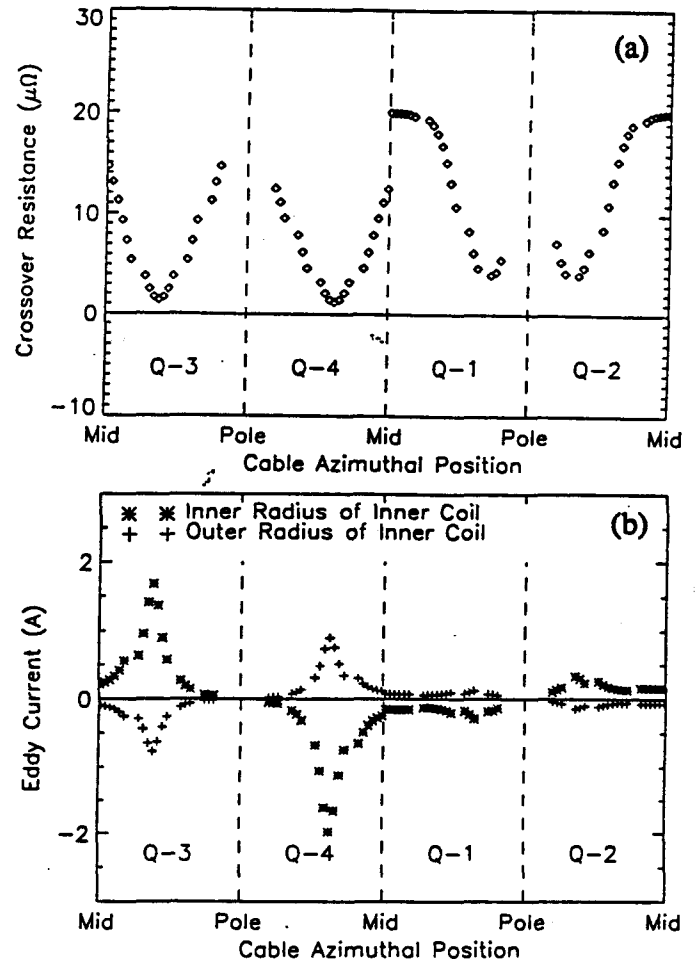 30
(a)
20
10
0
−10
Crossover Resistance (μΩ)
Q−3 Q−4 Q−1 Q−2
Mid Pole Mid Pole Mid
Cable Azimuthal Position
Inner Radius of Inner Coil
(b)
Outer Radius of Inner Coil
2
0
−2
Eddy Current (A)
Q−3 Q−4 Q−1 Q−2
Mid Pole Mid Pole Mid
Cable Azimuthal Position